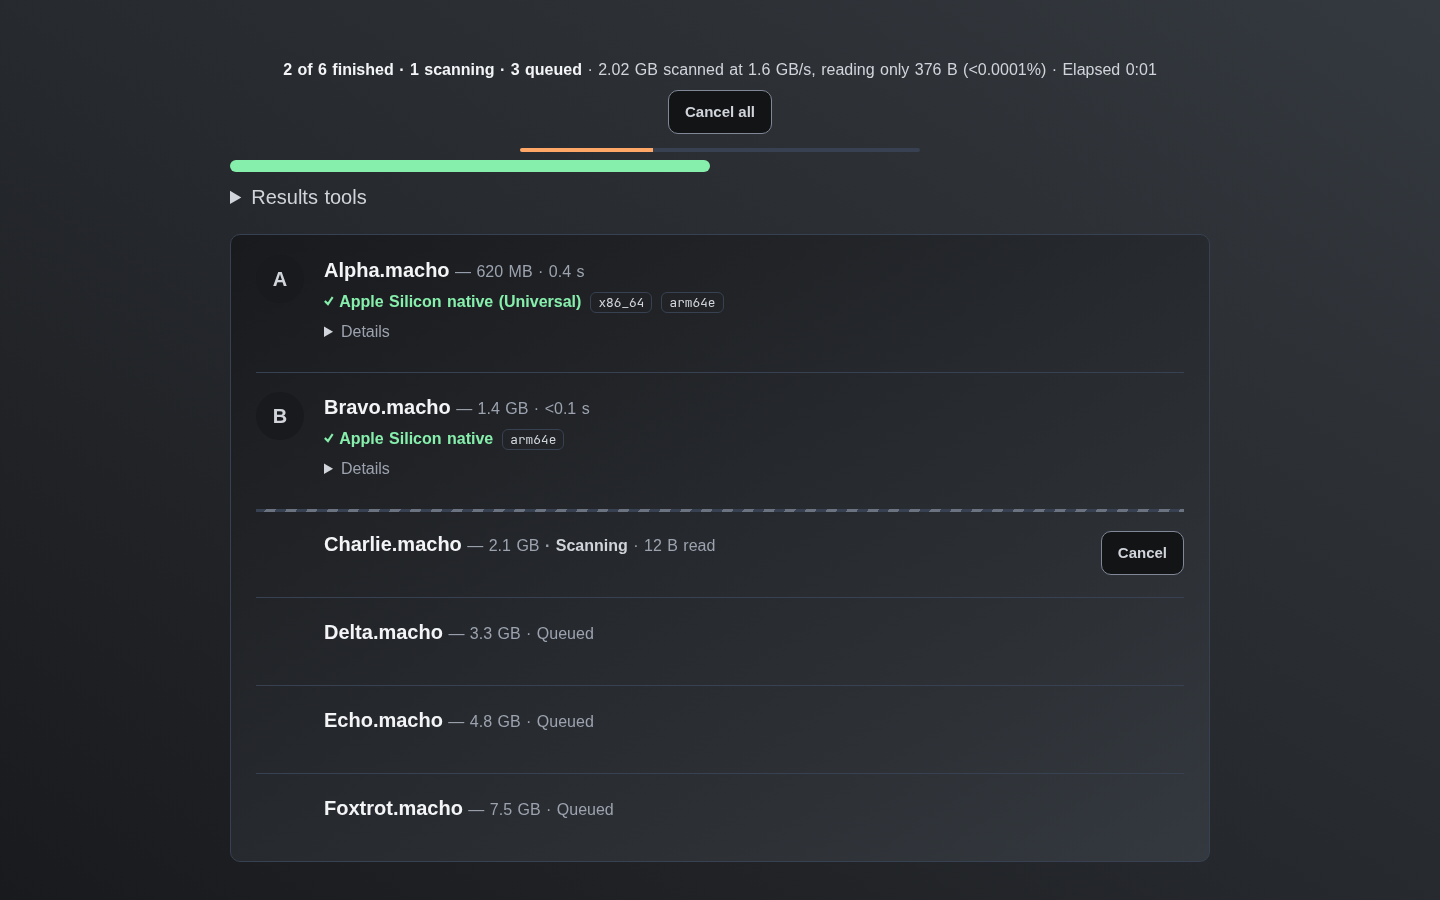 2 of 6 finished · 1 scanning · 3 queued · 2.02 GB scanned at 1.6 GB/s, reading only 376 B (<0.0001%) · Elapsed 0:01
Cancel all
Results tools
A
Alpha.macho — 620 MB · 0.4 s
✓ Apple Silicon native (Universal) x86_64 arm64e
Details
B
Bravo.macho — 1.4 GB · <0.1 s
✓ Apple Silicon native arm64e
Details
Charlie.macho — 2.1 GB · Scanning · 12 B read
Cancel
Delta.macho — 3.3 GB · Queued
Echo.macho — 4.8 GB · Queued
Foxtrot.macho — 7.5 GB · Queued